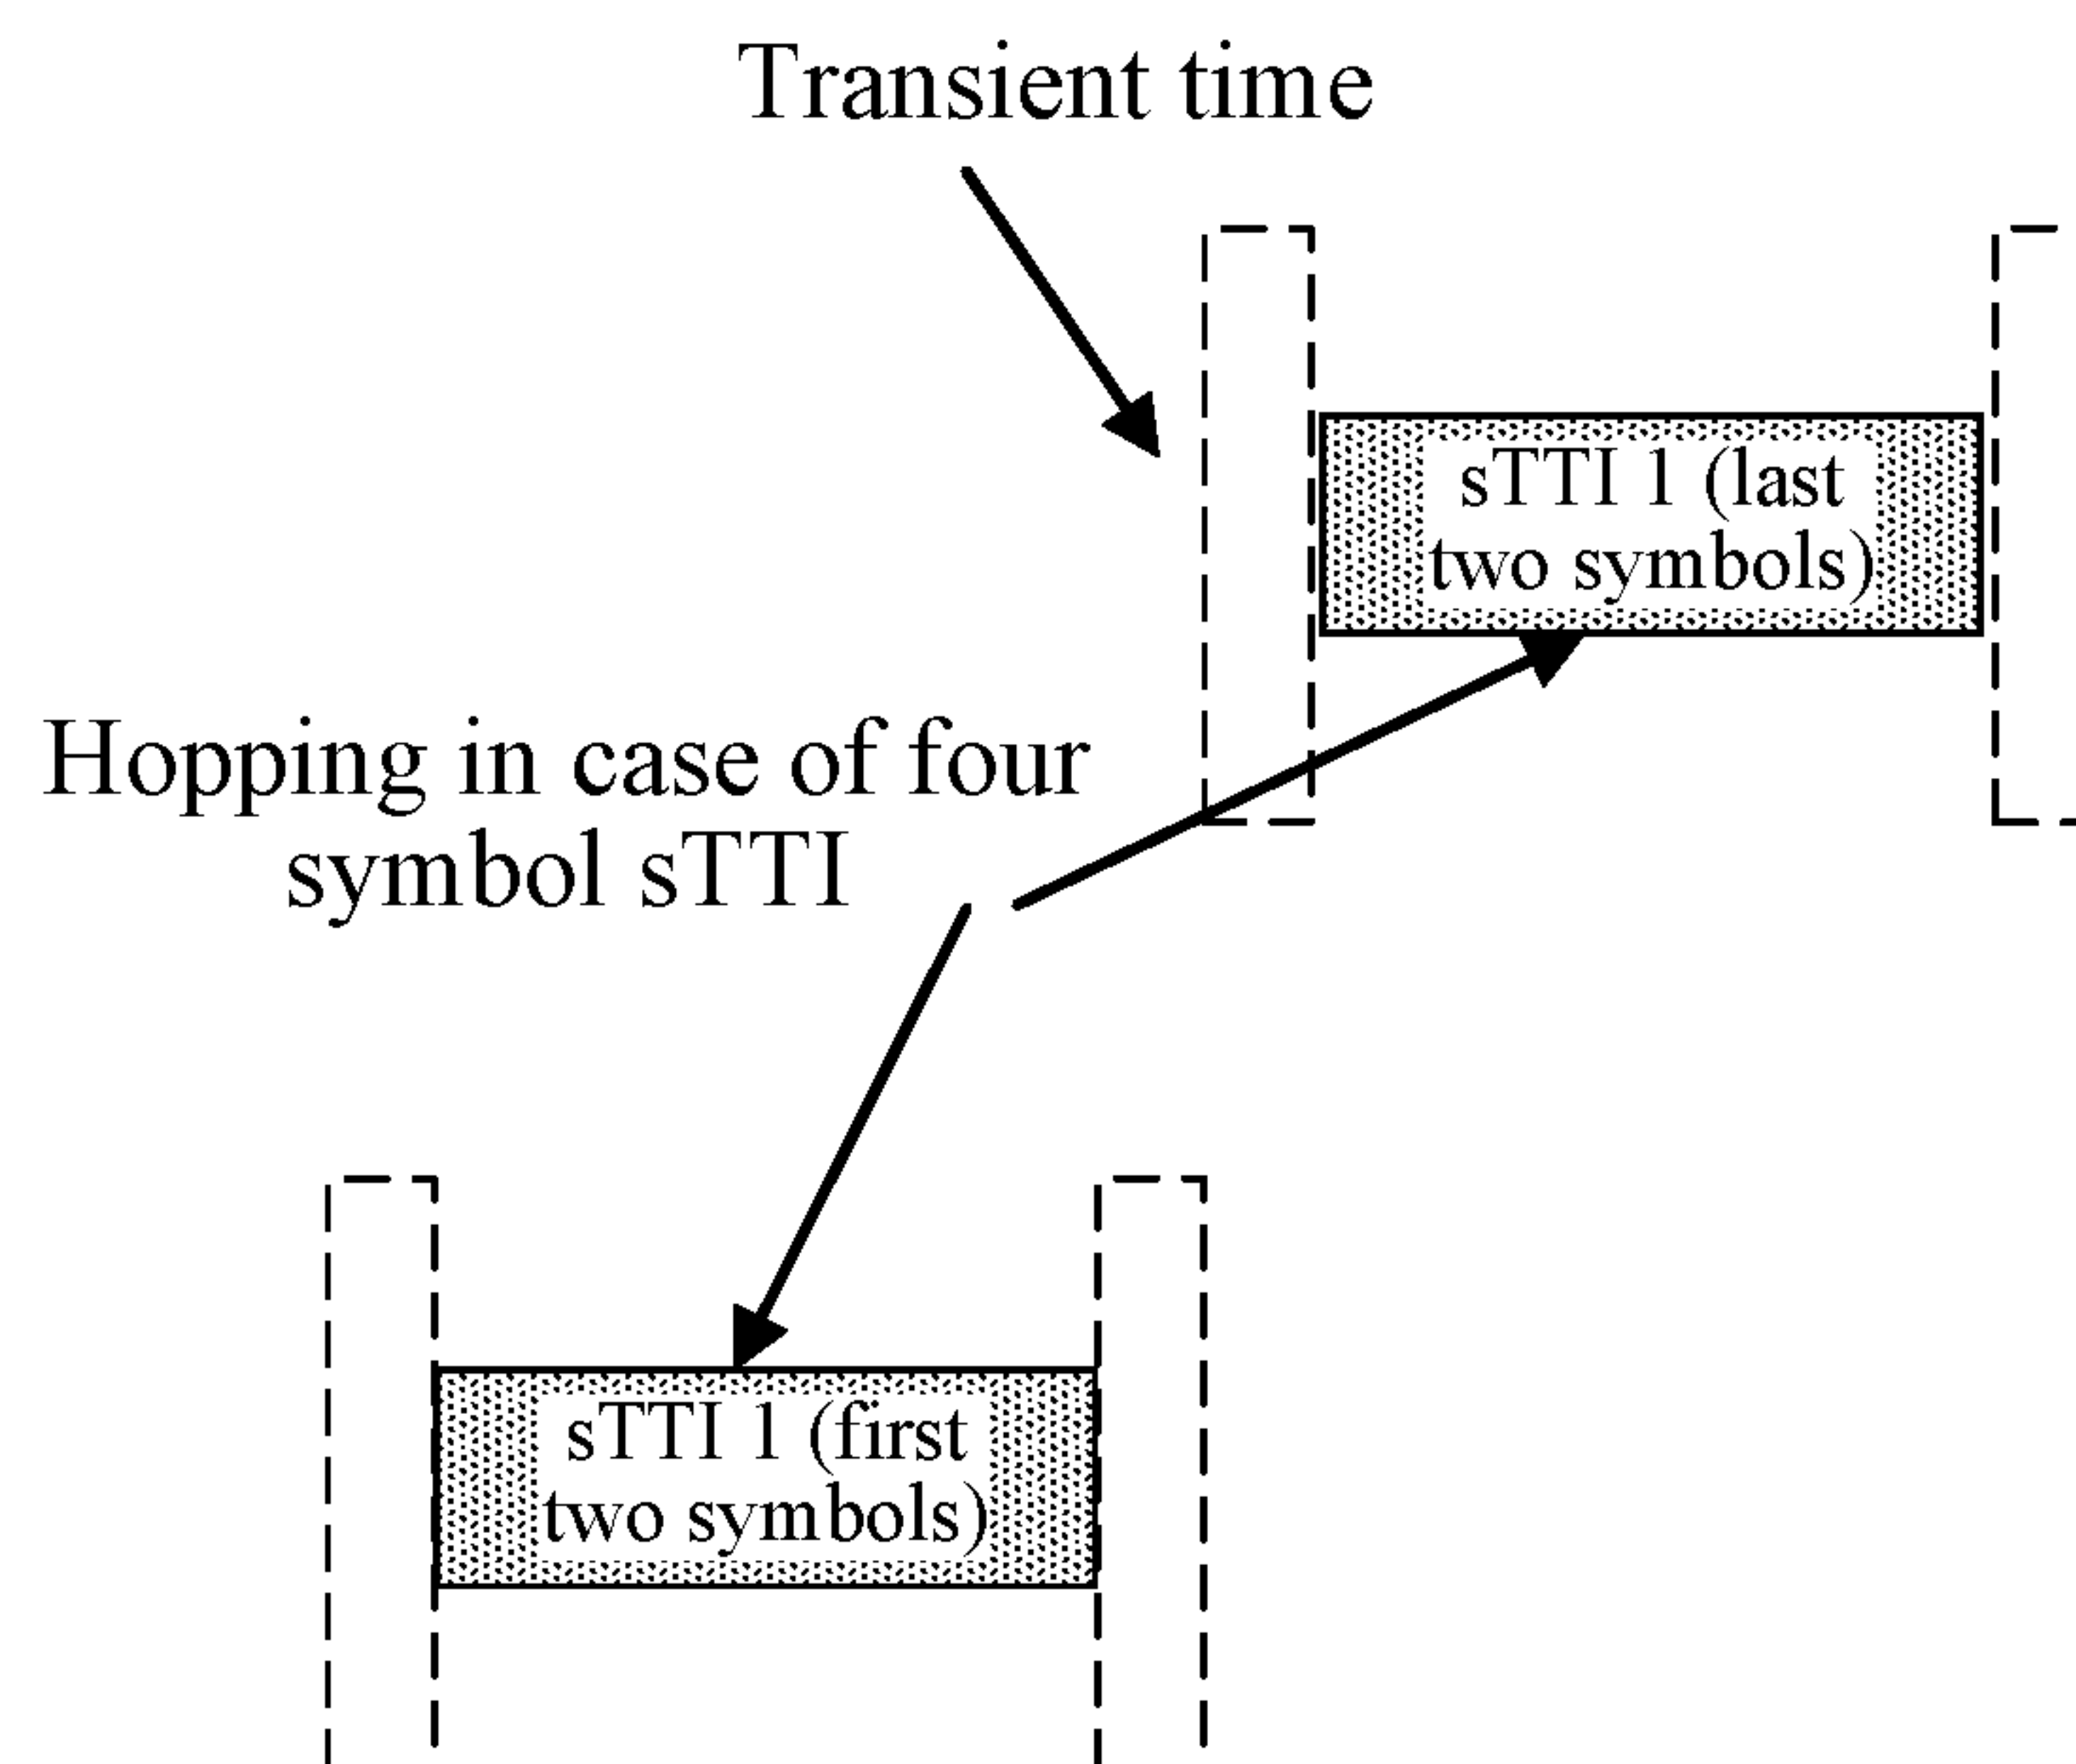 Transient time
sTTI 1 (last
two symbols)
Hopping in case of four
symbol sTTI
sTTI 1 (first
two symbols)